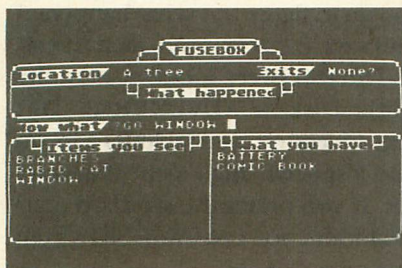 FUSEBOX
Location A tree Exits None?
What happened
Now what ?GO WINDOW
Items you see What you have
BRANCHES BATTERY
RABID CAT COMIC BOOK
WINDOW